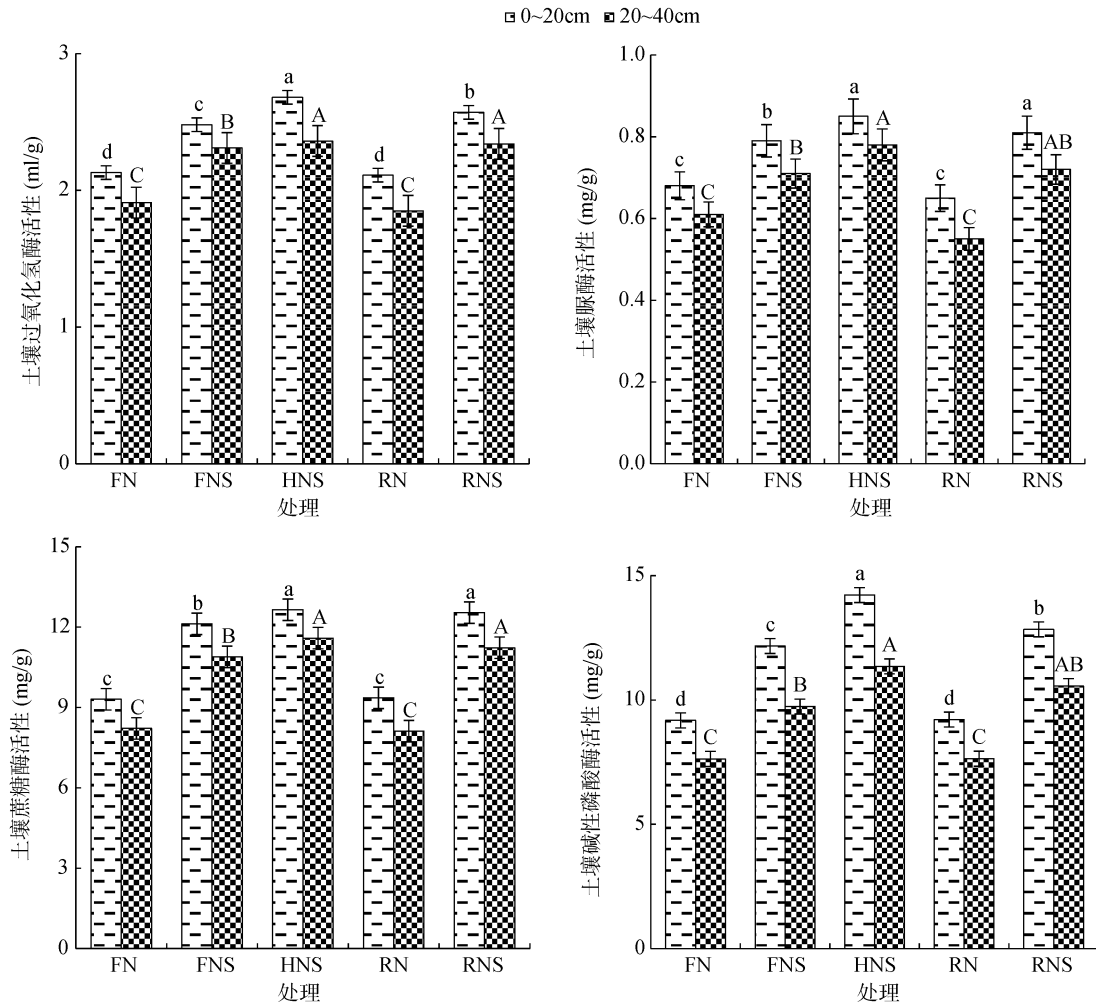 0~20cm 20~40cm
土壤过氧化氢酶活性 (ml/g)
3
2
1
0
d C c B a A d C b A
FN FNS HNS RN RNS
处理
土壤脲酶活性 (mg/g)
1.0
0.8
0.6
0.4
0.2
0.0
c C b B a A c C a AB
FN FNS HNS RN RNS
处理
土壤蔗糖酶活性 (mg/g)
15
12
9
6
3
0
c C b B a A c C a A
FN FNS HNS RN RNS
处理
土壤碱性磷酸酶活性 (mg/g)
15
10
5
0
d C c B a A d C b AB
FN FNS HNS RN RNS
处理